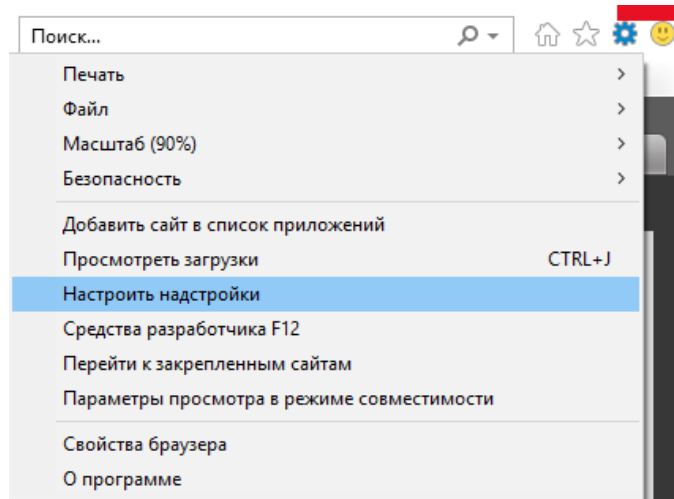 Поиск...
Печать
Файл
Масштаб (90%)
Безопасность
Добавить сайт в список приложений
Просмотреть загрузки CTRL+J
Настроить надстройки
Средства разработчика F12
Перейти к закрепленным сайтам
Параметры просмотра в режиме совместимости
Свойства браузера
О программе